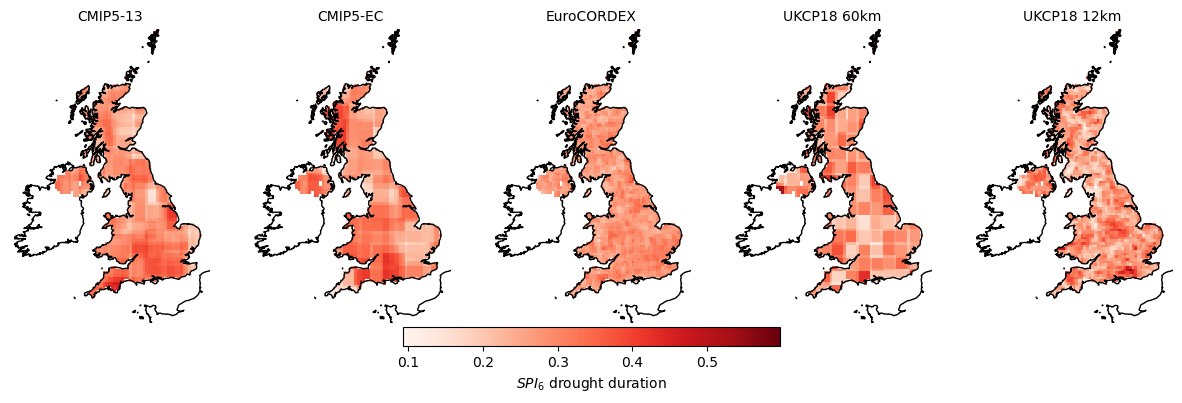 CMIP5-13 CMIP5-EC EuroCORDEX UKCP18 60km UKCP18 12km
0.1 0.2 0.3 0.4 0.5
SPI₆ drought duration